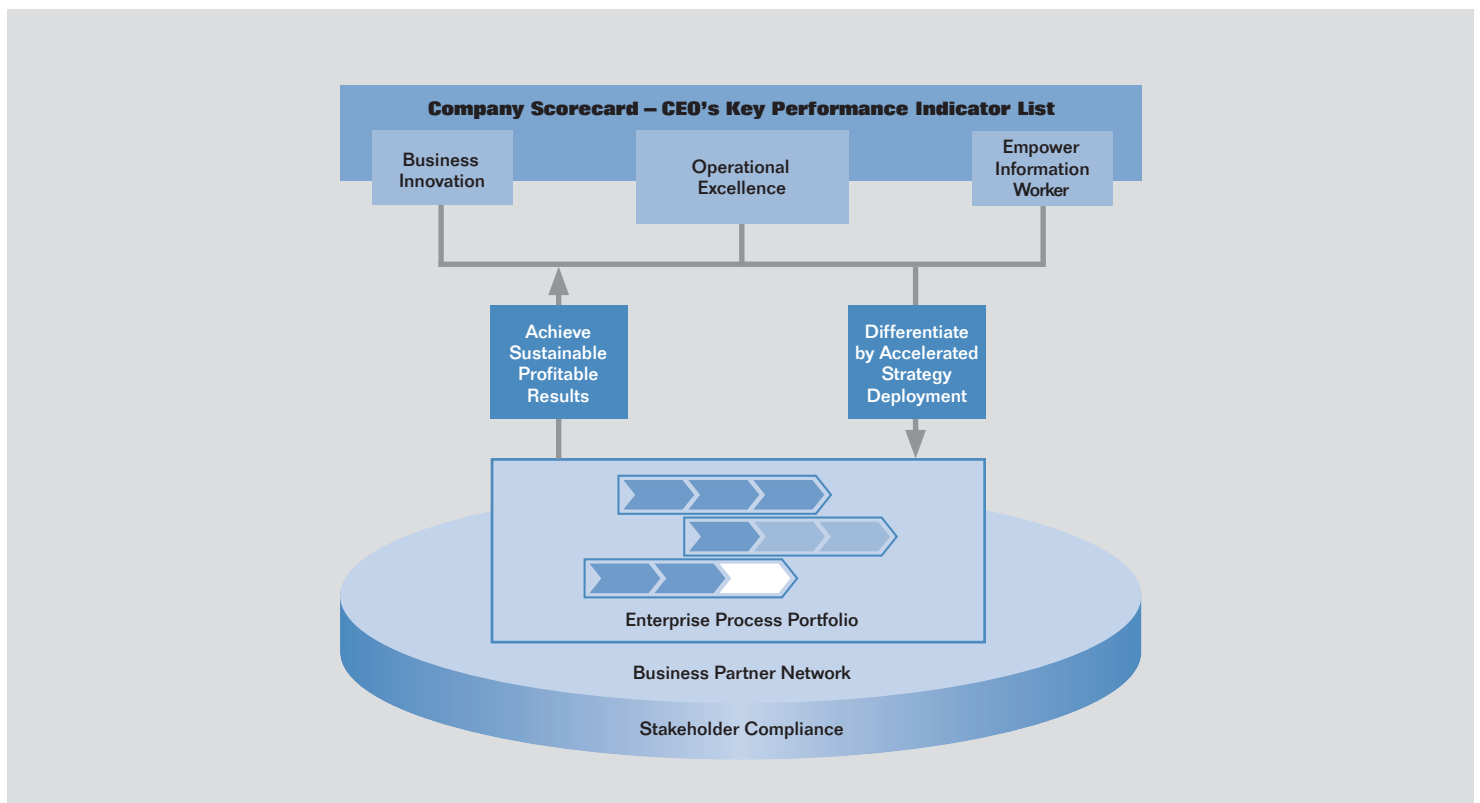 Company Scorecard – CEO's Key Performance Indicator List
Business
Innovation
Operational
Excellence
Empower
Information
Worker
Achieve
Sustainable
Profitable
Results
Differentiate
by Accelerated
Strategy
Deployment
Enterprise Process Portfolio
Business Partner Network
Stakeholder Compliance